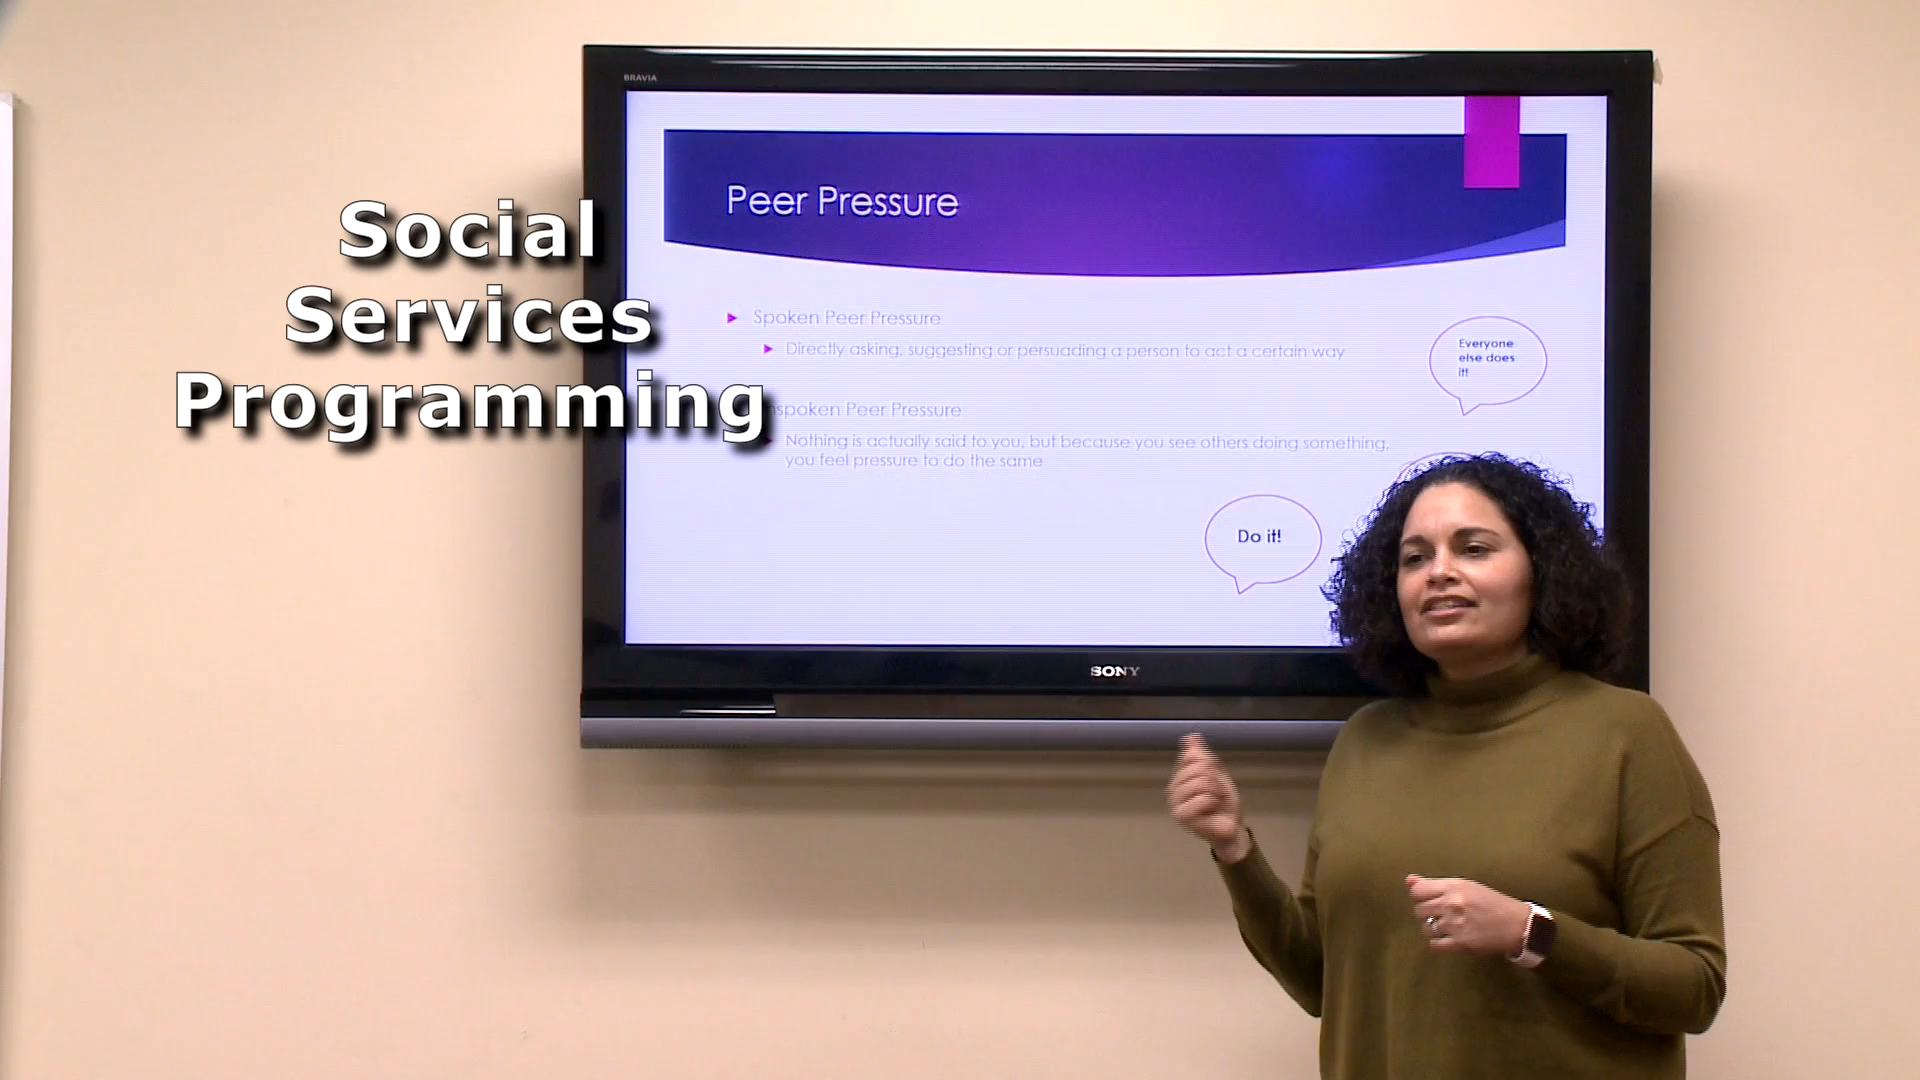 BRAVIA
Peer Pressure
Social
Services
Programming
Spoken Peer Pressure
Directly asking, suggesting or persuading a person to act a certain way
Everyone
else does
it!
Peer Pressure
Nothing is actually said to you, but because you see others doing something,
you feel pressure to do the same
Do it!
SONY